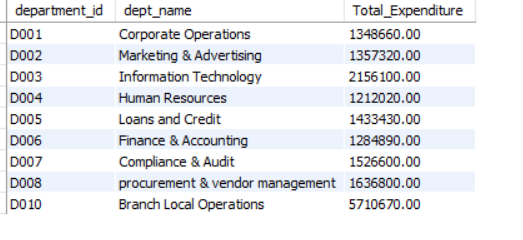 department_id dept_name Total_Expenditure
D001 Corporate Operations 1348660.00
D002 Marketing & Advertising 1357320.00
D003 Information Technology 2156100.00
D004 Human Resources 1212020.00
D005 Loans and Credit 1433430.00
D006 Finance & Accounting 1284890.00
D007 Compliance & Audit 1526600.00
D008 procurement & vendor management 1636800.00
D010 Branch Local Operations 5710670.00